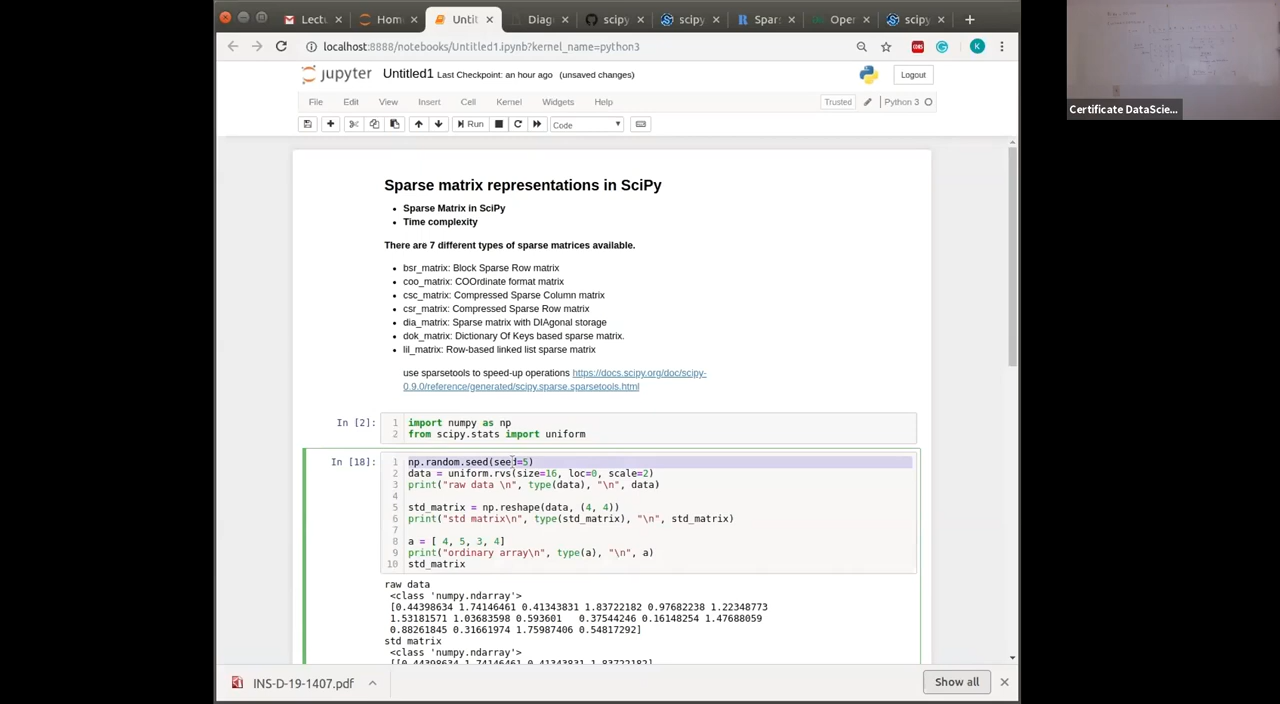 Lectu
Home
Untit
Diag
scipy
scipy
Spars
Oper
scipy
localhost:8888/notebooks/Untitled1.ipynb?kernel_name=python3
K
jupyter Untitled1 Last Checkpoint: an hour ago (unsaved changes)
Logout
File Edit View Insert Cell Kernel Widgets Help
Trusted
Python 3
Run
Code
Certificate DataScie...
Sparse matrix representations in SciPy
• Sparse Matrix in SciPy
• Time complexity
There are 7 different types of sparse matrices available.
• bsr_matrix: Block Sparse Row matrix
• coo_matrix: COOrdinate format matrix
• csc_matrix: Compressed Sparse Column matrix
• csr_matrix: Compressed Sparse Row matrix
• dia_matrix: Sparse matrix with DIAgonal storage
• dok_matrix: Dictionary Of Keys based sparse matrix.
• lil_matrix: Row-based linked list sparse matrix
use sparsetools to speed-up operations https://docs.scipy.org/doc/scipy-
0.9.0/reference/generated/scipy.sparse.sparsetools.html
In [2]:
1 import numpy as np
2 from scipy.stats import uniform
In [18]:
1 np.random.seed(seed=5)
2 data = uniform.rvs(size=16, loc=0, scale=2)
3 print("raw data \n", type(data), "\n", data)
4
5 std_matrix = np.reshape(data, (4, 4))
6 print("std matrix\n", type(std_matrix), "\n", std_matrix)
7
8 a = [ 4, 5, 3, 4]
9 print("ordinary array\n", type(a), "\n", a)
10 std_matrix
raw data
<class 'numpy.ndarray'>
[0.44398634 1.74146461 0.41343831 1.83722182 0.97682238 1.22348773
1.53181571 1.03683598 0.593601 0.37544246 0.16148254 1.47688059
0.88261845 0.31661974 1.75987406 0.54817292]
std matrix
<class 'numpy.ndarray'>
[[0.44398634 1.74146461 0.41343831 1.83722182]
INS-D-19-1407.pdf
Show all